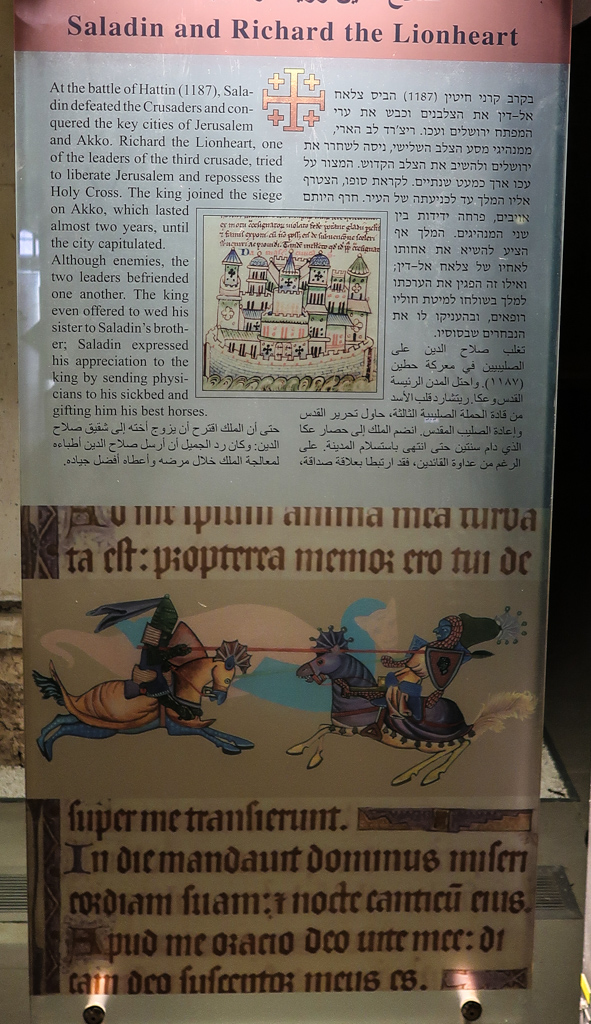 Saladin and Richard the Lionheart
At the battle of Hattin (1187), Sala-
din defeated the Crusaders and con-
quered the key cities of Jerusalem
and Akko. Richard the Lionheart, one
of the leaders of the third crusade, tried
to liberate Jerusalem and repossess the
Holy Cross. The king joined the siege
on Akko, which lasted
almost two years, until
the city capitulated.
Although enemies, the
two leaders befriended
one another. The king
even offered to wed his
sister to Saladin's broth-
er; Saladin expressed
his appreciation to the
king by sending physi-
cians to his sickbed and
gifting him his best horses.
בקרב קרני חיטין (1187) הביס צלאח
אל-דין את הצלבנים וכבש את ערי
המפתח ירושלים ועכו. ריצ'רד לב הארי,
ממנהיגי מסע הצלב השלישי, ניסה לשחרר את
ירושלים ולהשיב את הצלב הקדוש. המצור על
עכו ארך כמעט שנתיים. לקראת סופו, הצטרף
אליו המלך עד לכניעתה של העיר. חרף היותם
אויבים, פרחה ידידות בין
שני המנהיגים. המלך אף
הציע להשיא את אחותו
לאחיו של צלאח אל-דין;
ואילו זה הפגין את הערכתו
למלך בשולחו למיטת חוליו
רופאים, ובהעניקו לו את
הנבחרים שבסוסיו.
تغلب صلاح الدين على
الصليبيين في معركة حطين
(١١٨٧). واحتل المدن الرئيسة
القدس وعكا. ريتشارد قلب الأسد
من قادة الحملة الصليبية الثالثة، حاول تحرير القدس
وإعادة الصليب المقدس. انضم الملك إلى حصار عكا
الذي دام سنتين حتى انتهى باستسلام المدينة. على
الرغم من عداوة القائدين، فقد ارتبطا بعلاقة صداقة،
حتى أن الملك اقترح أن يزوج أخته إلى شقيق صلاح
الدين؛ وكان رد الجميل أن أرسل صلاح الدين أطباءه
لمعالجة الملك خلال مرضه وأعطاه أفضل جياده.
Ad me ipsum anima mea turba
ta est: propterea memor ero tui de
super me transierunt.
In die mandavit dominus miseri
cordiam suam: et nocte canticū eius.
Apud me oracio deo vite mee: di
cam deo susceptor meus es.